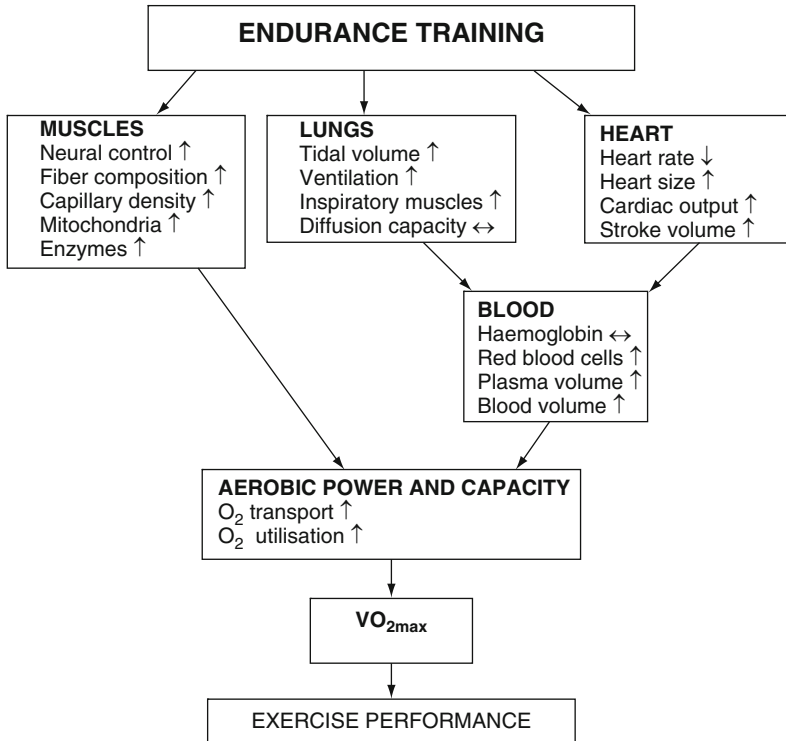 ENDURANCE TRAINING
MUSCLES
Neural control ↑
Fiber composition ↑
Capillary density ↑
Mitochondria ↑
Enzymes ↑
LUNGS
Tidal volume ↑
Ventilation ↑
Inspiratory muscles ↑
Diffusion capacity ↔
HEART
Heart rate ↓
Heart size ↑
Cardiac output ↑
Stroke volume ↑
BLOOD
Haemoglobin ↔
Red blood cells ↑
Plasma volume ↑
Blood volume ↑
AEROBIC POWER AND CAPACITY
O₂ transport ↑
O₂ utilisation ↑
VO₂max
EXERCISE PERFORMANCE